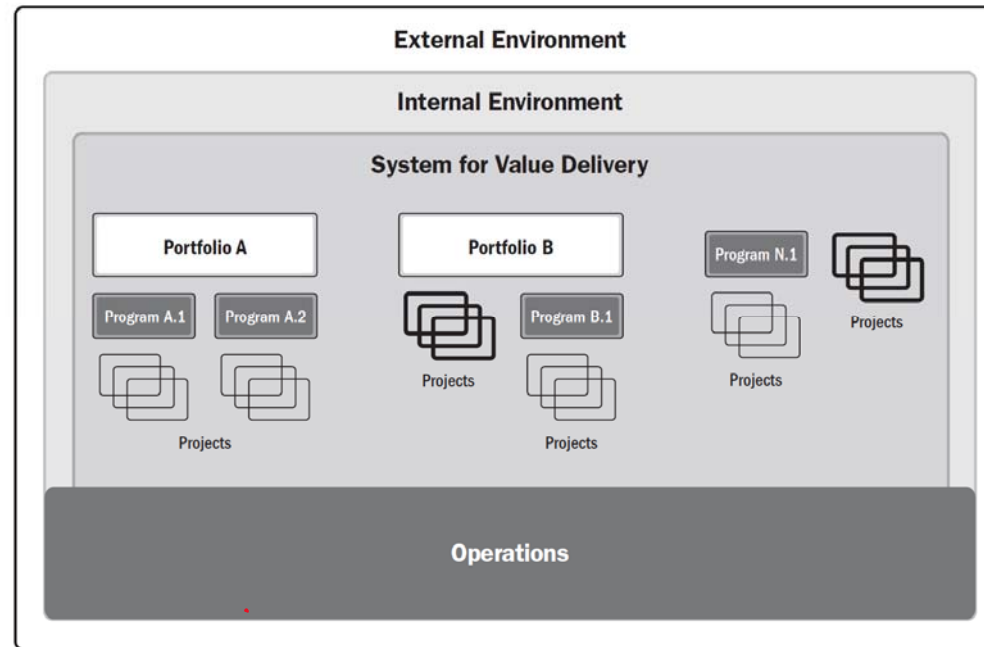 External Environment
Internal Environment
System for Value Delivery
Portfolio A
Portfolio B
Program N.1
Program A.1
Program A.2
Program B.1
Projects
Projects
Projects
Projects
Projects
Operations